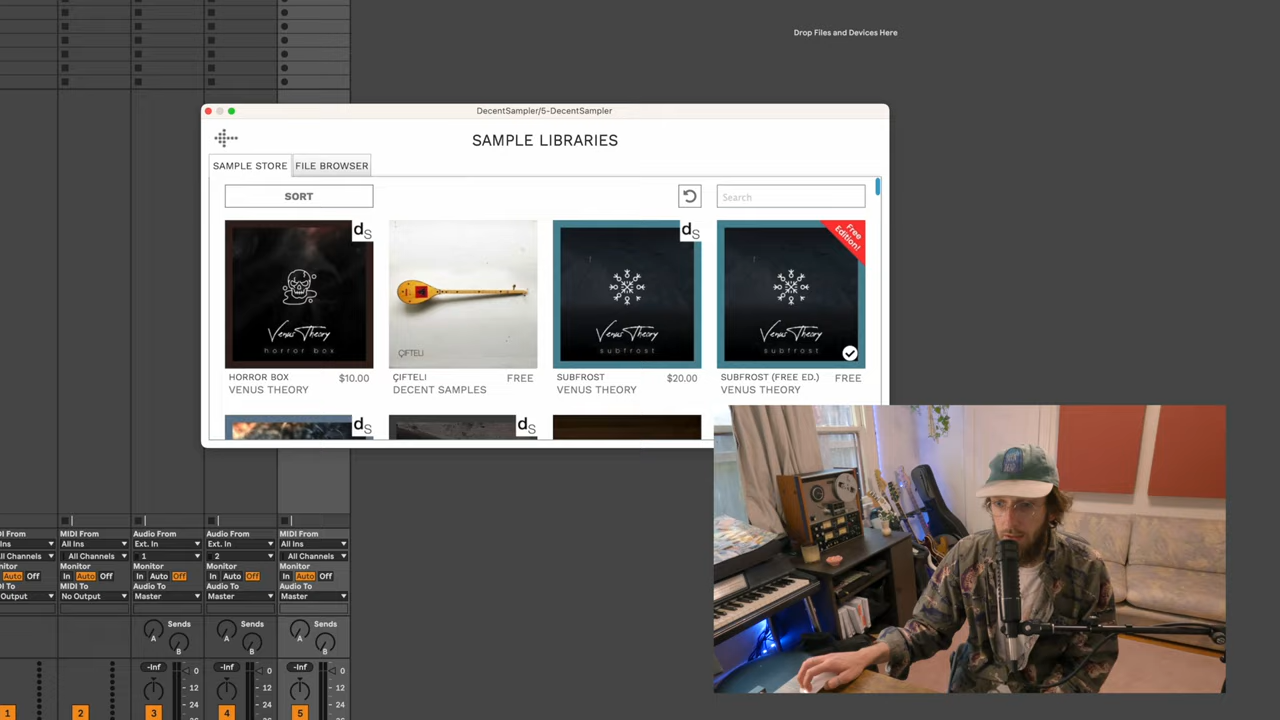 Drop Files and Devices Here
DecentSampler/5-DecentSampler
SAMPLE LIBRARIES
SAMPLE STORE
FILE BROWSER
SORT
Search
ds
Venus Theory
horror box
HORROR BOX $10.00
VENUS THEORY
ÇIFTELI
ÇIFTELI FREE
DECENT SAMPLES
ds
Venus Theory
subfrost
SUBFROST $20.00
VENUS THEORY
Free
Edition!
Venus Theory
subfrost
SUBFROST (FREE ED.) FREE
VENUS THEORY
ds
ds
MIDI From Audio From Audio From MIDI From
Ins All Ins Ext. In Ext. In All Ins
All Channels 1 2 All Channels
Monitor Monitor Monitor Monitor
Auto Off In Auto Off In Auto Off In Auto Off In Auto Off
MIDI To Audio To Audio To Audio To
Output No Output Master Master Master
Sends Sends Sends
A A A
B B B
-Inf 0 -Inf 0 -Inf 0
12 12 12
24 24 24
1 2 3 4 5